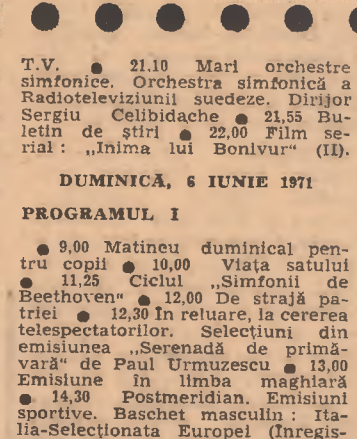 T.V. ● 21.10 Mari orchestre
simfonice. Orchestra simfonică a
Radioteleviziunii suedeze. Dirijor
Sergiu Celibidache ● 21,55 Bu-
letin de știri ● 22,00 Film se-
rial : „Inima lui Bonivur" (II).
DUMINICĂ, 6 IUNIE 1971
PROGRAMUL I
● 9,00 Matineu duminical pen-
tru copii ● 10,00 Viața satului
● 11,25 Ciclul „Simfonii de
Beethoven" ● 12,00 De strajă pa-
triei ● 12,30 In reluare, la cererea
telespectatorilor. Selecțiuni din
emisiunea „Serenadă de primă-
vară" de Paul Urmuzescu ● 13,00
Emisiune în limba maghiară
● 14,30 Postmeridian. Emisiuni
sportive. Baschet masculin : Ita-
lia-Selecționata Europei (înregis-